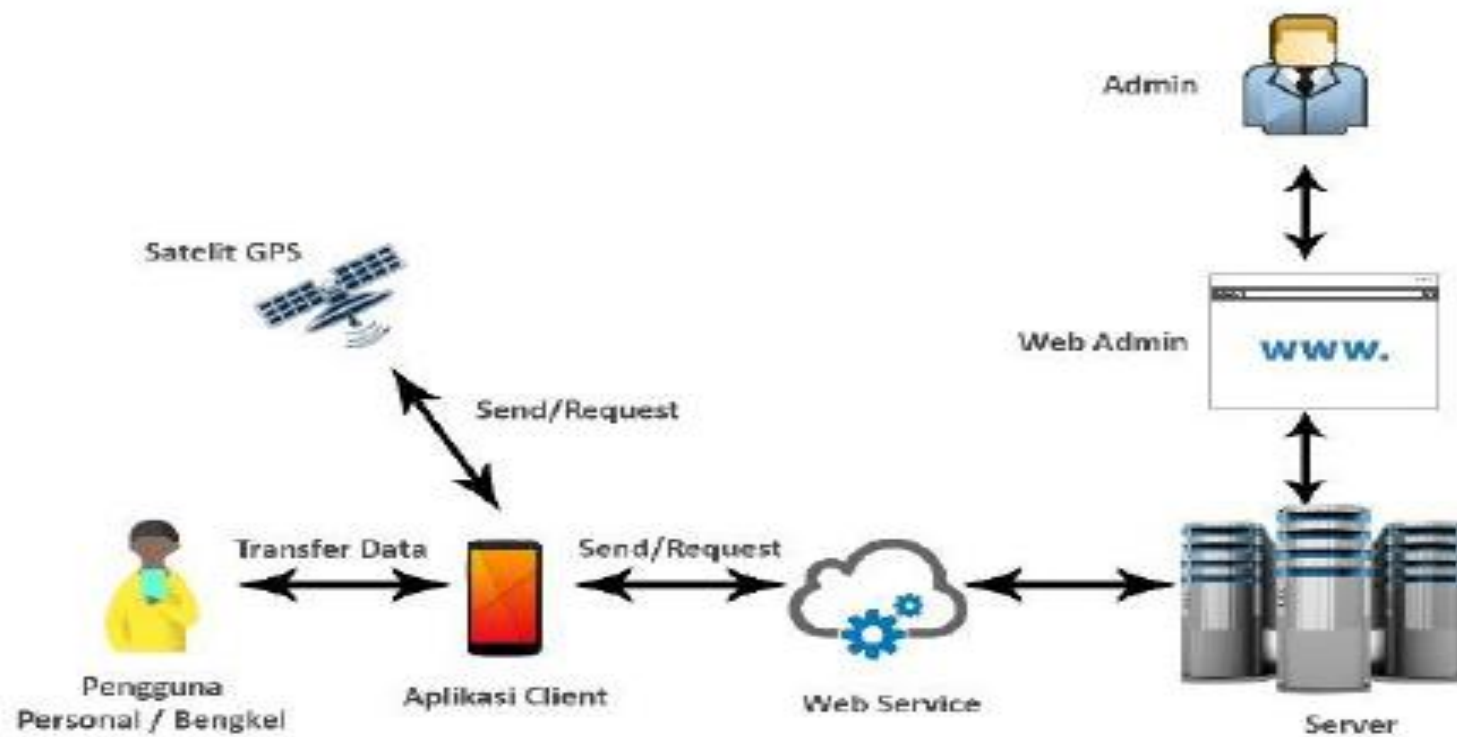 Admin
Satelit GPS
Web Admin
www.
Send/Request
Transfer Data
Send/Request
Pengguna
Personal / Bengkel
Aplikasi Client
Web Service
Server